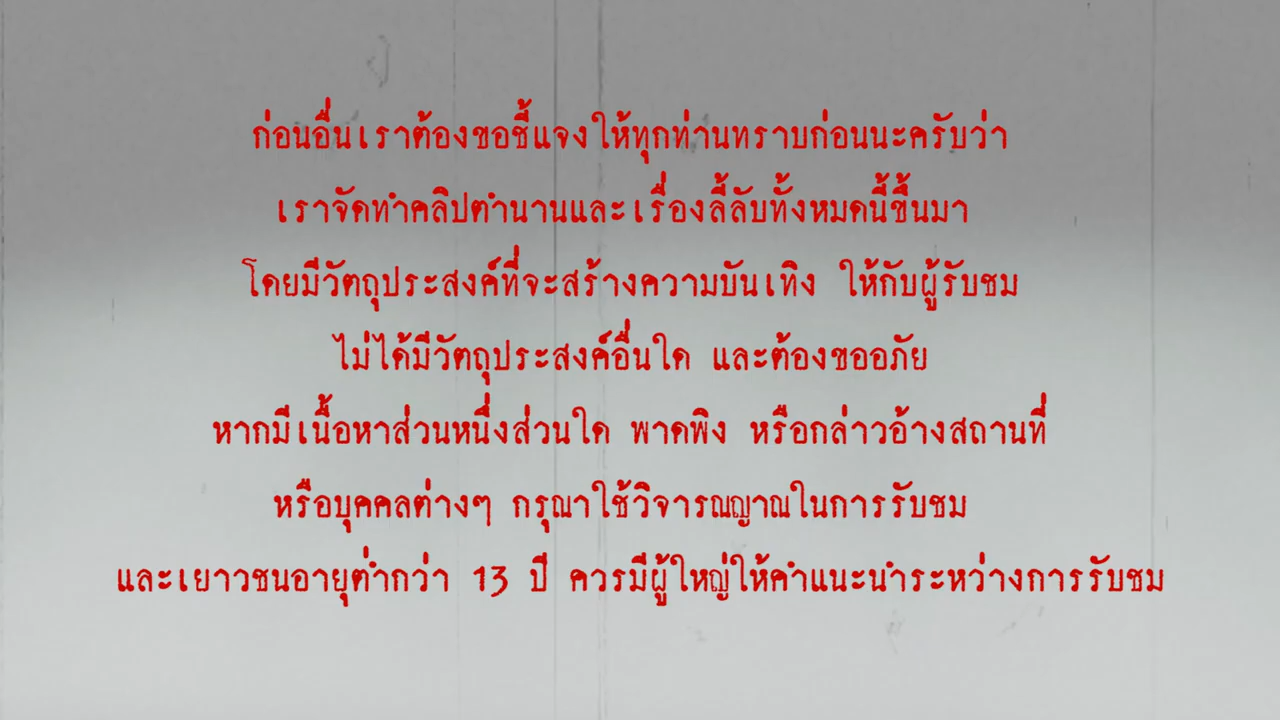 ก่อนอื่นเราต้องขอชี้แจงให้ทุกท่านทราบก่อนนะครับว่า
เราจัดทำคลิปตำนานและเรื่องลี้ลับทั้งหมดนี้ขึ้นมา
โดยมีวัตถุประสงค์ที่จะสร้างความบันเทิง ให้กับผู้รับชม
ไม่ได้มีวัตถุประสงค์อื่นใด และต้องขออภัย
หากมีเนื้อหาส่วนหนึ่งส่วนใด พาดพิง หรือกล่าวอ้างสถานที่
หรือบุคคลต่างๆ กรุณาใช้วิจารณญาณในการรับชม
และเยาวชนอายุต่ำกว่า 13 ปี ควรมีผู้ใหญ่ให้คำแนะนำระหว่างการรับชม